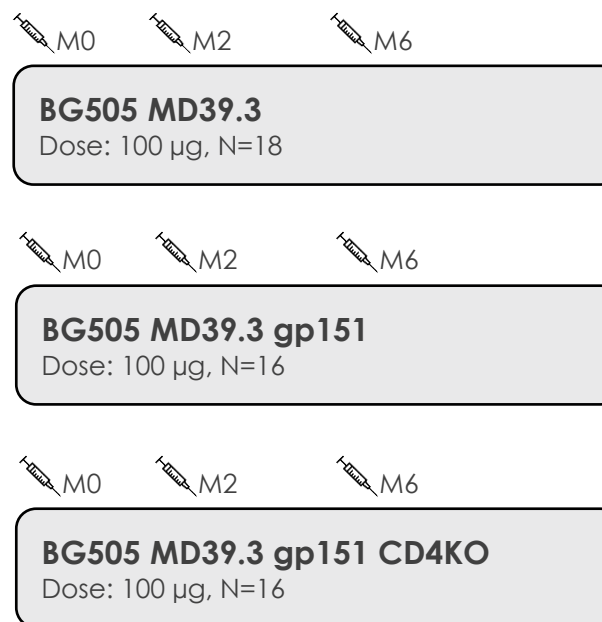 M0 M2 M6
BG505 MD39.3
Dose: 100 µg, N=18
M0 M2 M6
BG505 MD39.3 gp151
Dose: 100 µg, N=16
M0 M2 M6
BG505 MD39.3 gp151 CD4KO
Dose: 100 µg, N=16